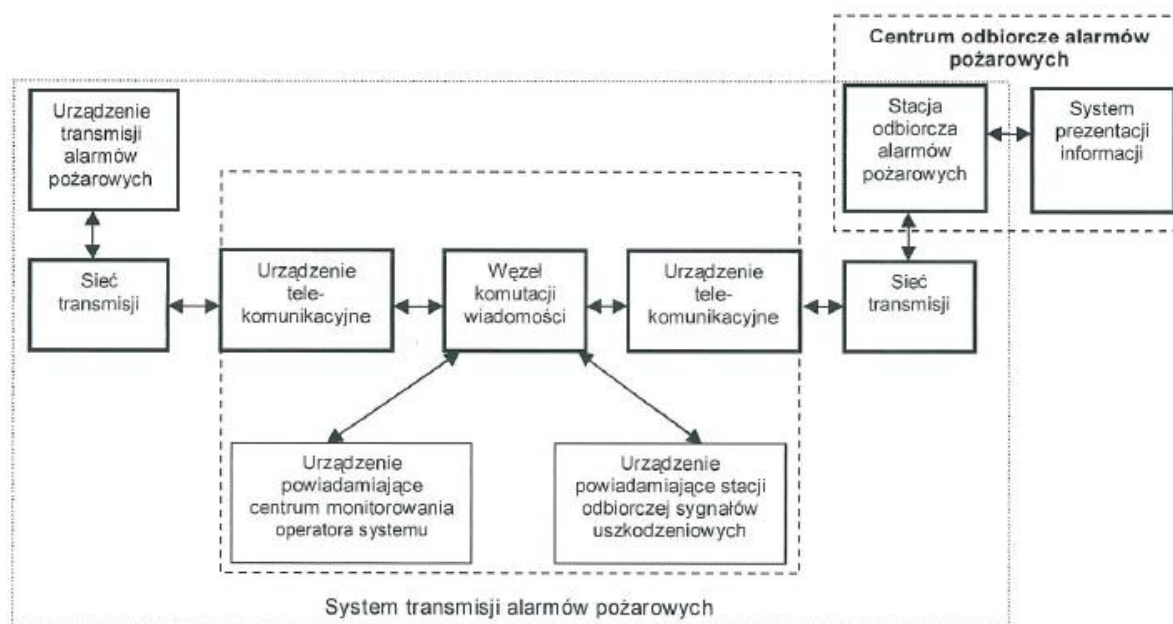 Centrum odbiorcze alarmów
pożarowych
Urządzenie
transmisji
alarmów
pożarowych
Stacja
odbiorcza
alarmów
pożarowych
System
prezentacji
informacji
Sieć
transmisji
Urządzenie
tele-
komunikacyjne
Węzeł
komutacji
wiadomości
Urządzenie
tele-
komunikacyjne
Sieć
transmisji
Urządzenie
powiadamiające
centrum monitorowania
operatora systemu
Urządzenie
powiadamiające stacji
odbiorczej sygnałów
uszkodzeniowych
System transmisji alarmów pożarowych